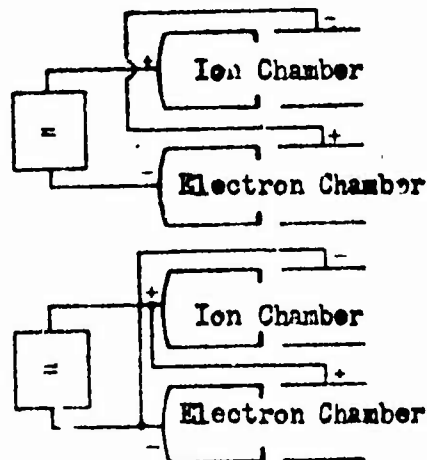 -
+
Ion Chamber
=
+
-
Electron Chamber
-
+
Ion Chamber
=
+
Electron Chamber
-